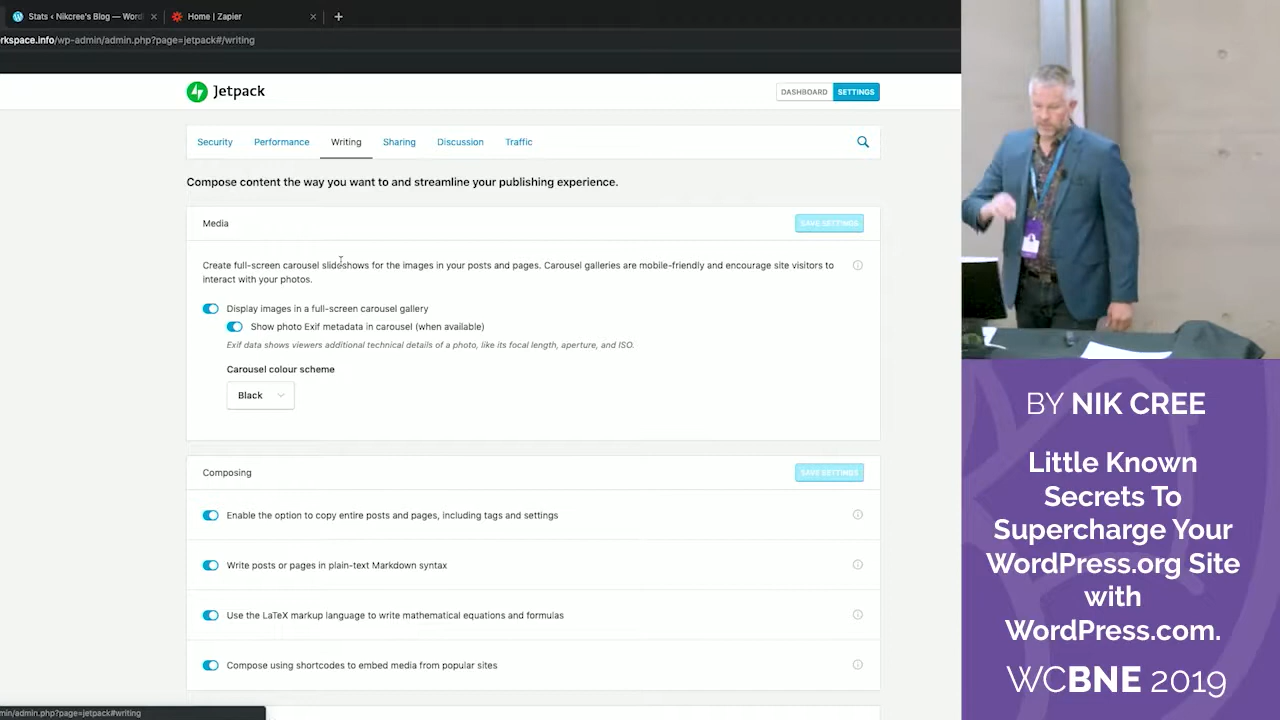 Stats ‹ Nikcree's Blog — Word
Home | Zapier
rkspace.info/wp-admin/admin.php?page=jetpack#/writing
Jetpack
DASHBOARD
SETTINGS
Security
Performance
Writing
Sharing
Discussion
Traffic
Compose content the way you want to and streamline your publishing experience.
Media
SAVE SETTINGS
Create full-screen carousel slideshows for the images in your posts and pages. Carousel galleries are mobile-friendly and encourage site visitors to
interact with your photos.
Display images in a full-screen carousel gallery
Show photo Exif metadata in carousel (when available)
Exif data shows viewers additional technical details of a photo, like its focal length, aperture, and ISO.
Carousel colour scheme
Black
Composing
SAVE SETTINGS
Enable the option to copy entire posts and pages, including tags and settings
Write posts or pages in plain-text Markdown syntax
Use the LaTeX markup language to write mathematical equations and formulas
Compose using shortcodes to embed media from popular sites
min/admin.php?page=jetpack#writing
BY NIK CREE
Little Known
Secrets To
Supercharge Your
WordPress.org Site
with
WordPress.com.
WCBNE 2019